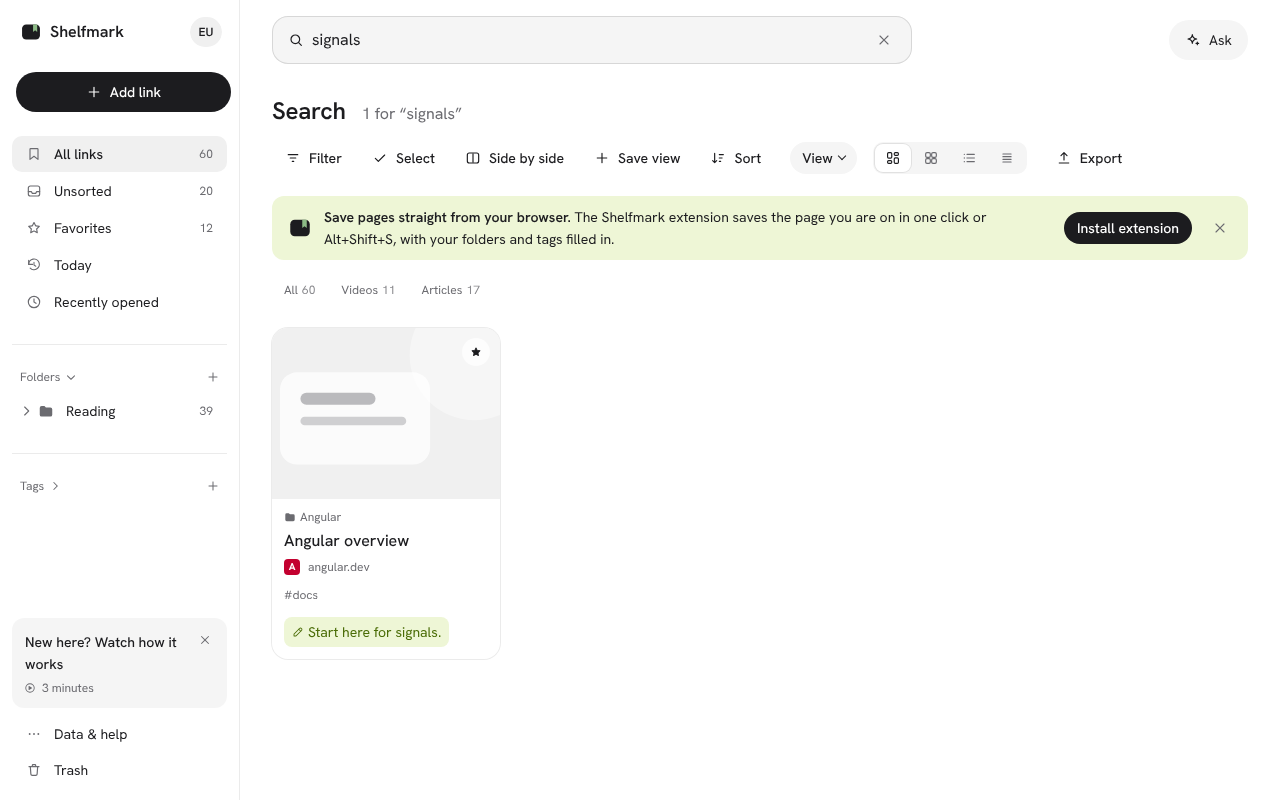 Shelfmark
EU
Add link
All links 60
Unsorted 20
Favorites 12
Today
Recently opened
Folders
Reading 39
Tags
New here? Watch how it
works
3 minutes
Data & help
Trash
signals
Ask
Search 1 for “signals”
Filter Select Side by side Save view Sort View Export
Save pages straight from your browser. The Shelfmark extension saves the page you are on in one click or
Alt+Shift+S, with your folders and tags filled in.
Install extension
All 60 Videos 11 Articles 17
Angular
Angular overview
A angular.dev
#docs
Start here for signals.